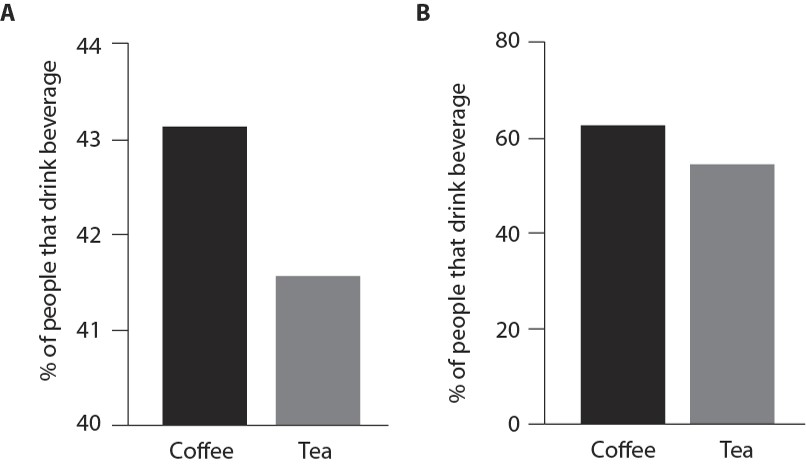 A
% of people that drink beverage
44
43
42
41
40
Coffee Tea
B
% of people that drink beverage
80
60
40
20
0
Coffee Tea